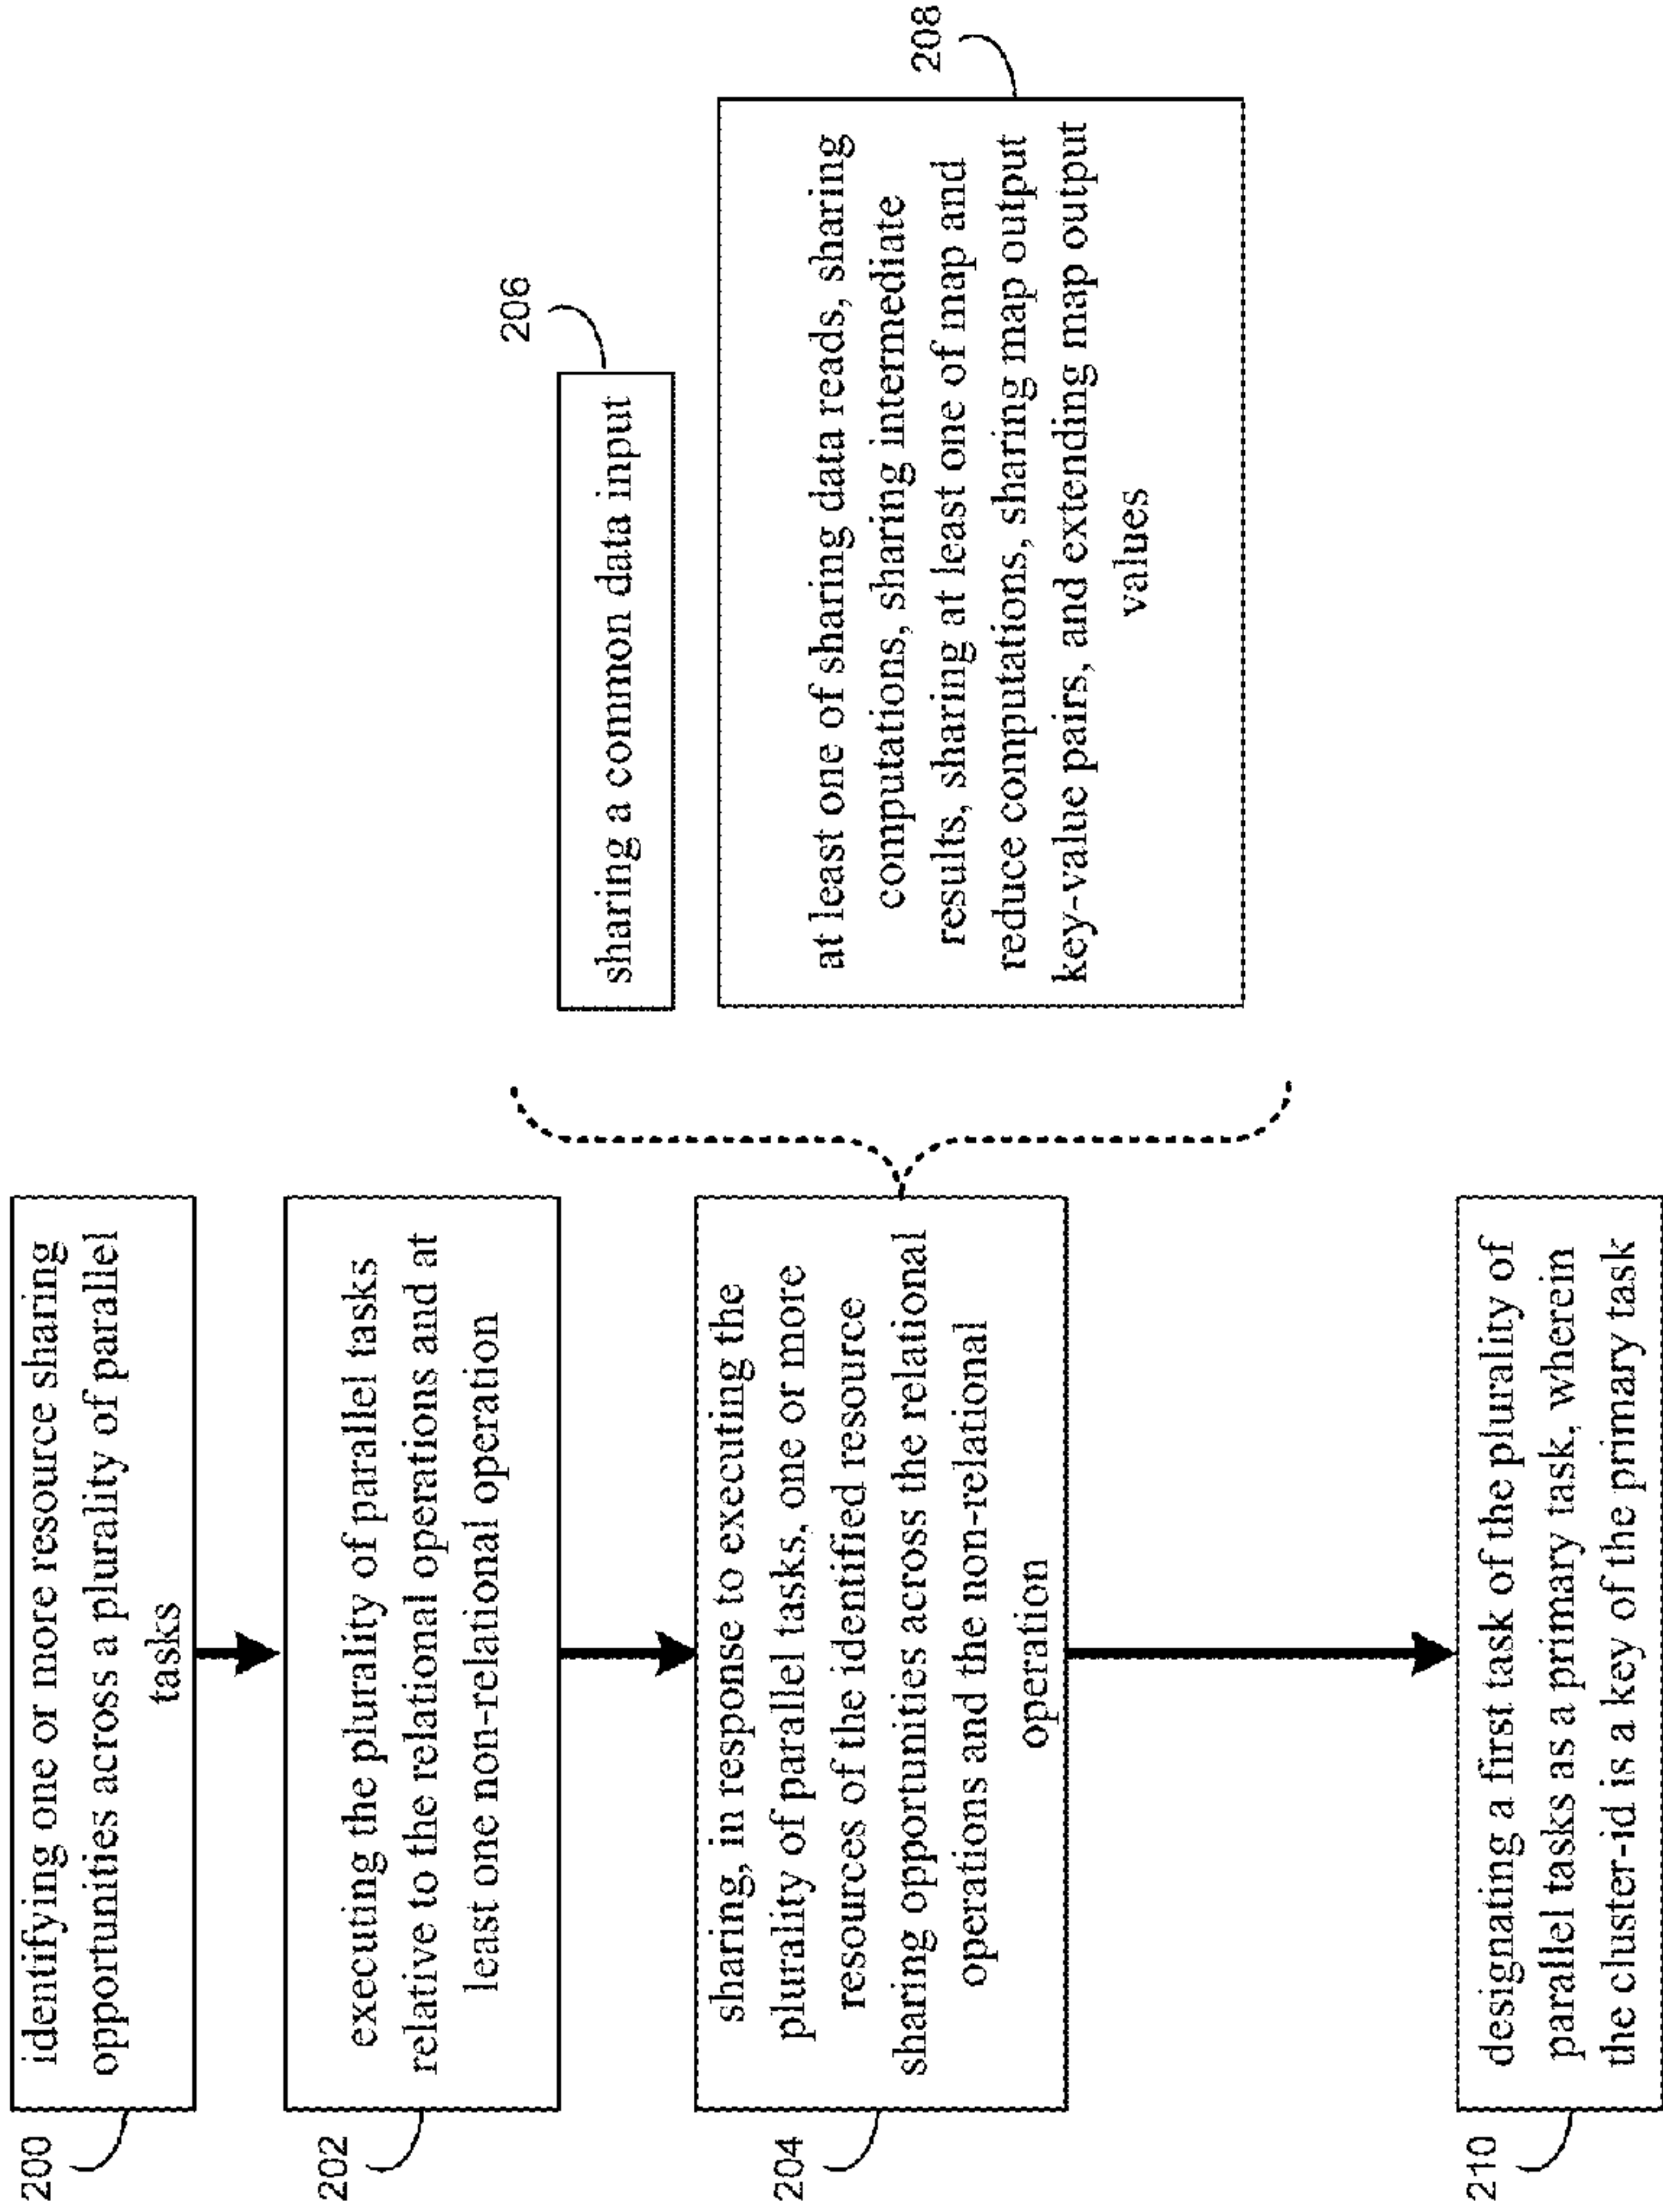 200
identifying one or more resource sharing
opportunities across a plurality of parallel
tasks
202
executing the plurality of parallel tasks
relative to the relational operations and at
least one non-relational operation
204
sharing, in response to executing the
plurality of parallel tasks, one or more
resources of the identified resource
sharing opportunities across the relational
operations and the non-relational
operation
206
sharing a common data input
208
at least one of sharing data reads, sharing
computations, sharing intermediate
results, sharing at least one of map and
reduce computations, sharing map output
key-value pairs, and extending map output
values
210
designating a first task of the plurality of
parallel tasks as a primary task, wherein
the cluster-id is a key of the primary task